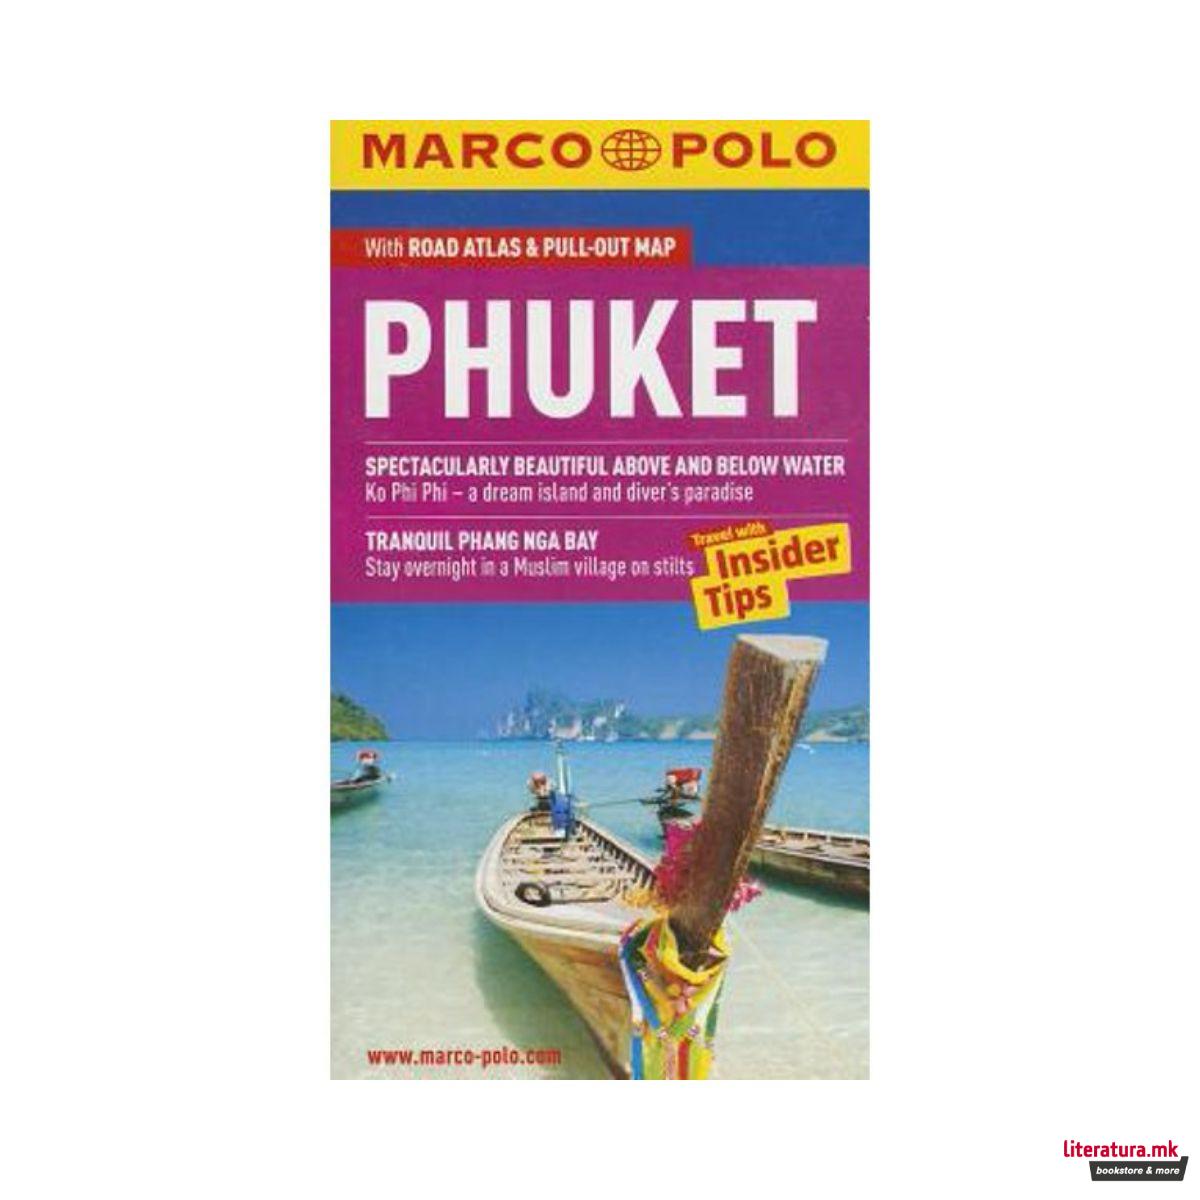 MARCO POLO
With ROAD ATLAS & PULL-OUT MAP
PHUKET
SPECTACULARLY BEAUTIFUL ABOVE AND BELOW WATER
Ko Phi Phi – a dream island and diver's paradise
TRANQUIL PHANG NGA BAY
Stay overnight in a Muslim village on stilts
Travel with
Insider
Tips
www.marco-polo.com
literatura.mk
bookstore & more